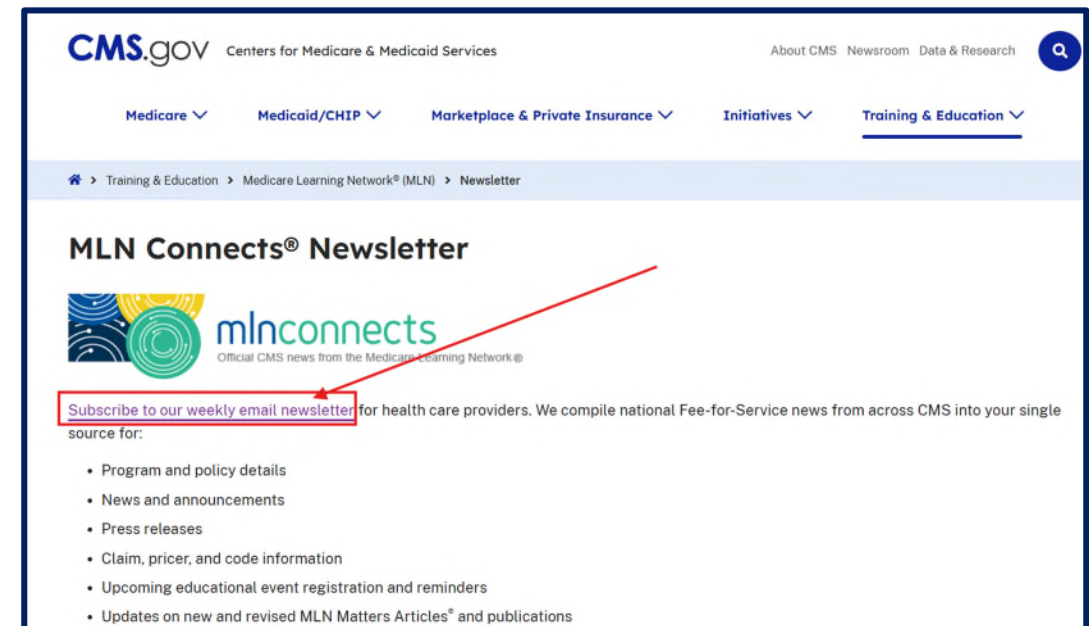 CMS.gov Centers for Medicare & Medicaid Services About CMS Newsroom Data & Research
Medicare Medicaid/CHIP Marketplace & Private Insurance Initiatives Training & Education
> Training & Education > Medicare Learning Network® (MLN) > Newsletter
MLN Connects® Newsletter
mlnconnects
Official CMS news from the Medicare Learning Network®
Subscribe to our weekly email newsletter for health care providers. We compile national Fee-for-Service news from across CMS into your single
source for:
• Program and policy details
• News and announcements
• Press releases
• Claim, pricer, and code information
• Upcoming educational event registration and reminders
• Updates on new and revised MLN Matters Articles® and publications